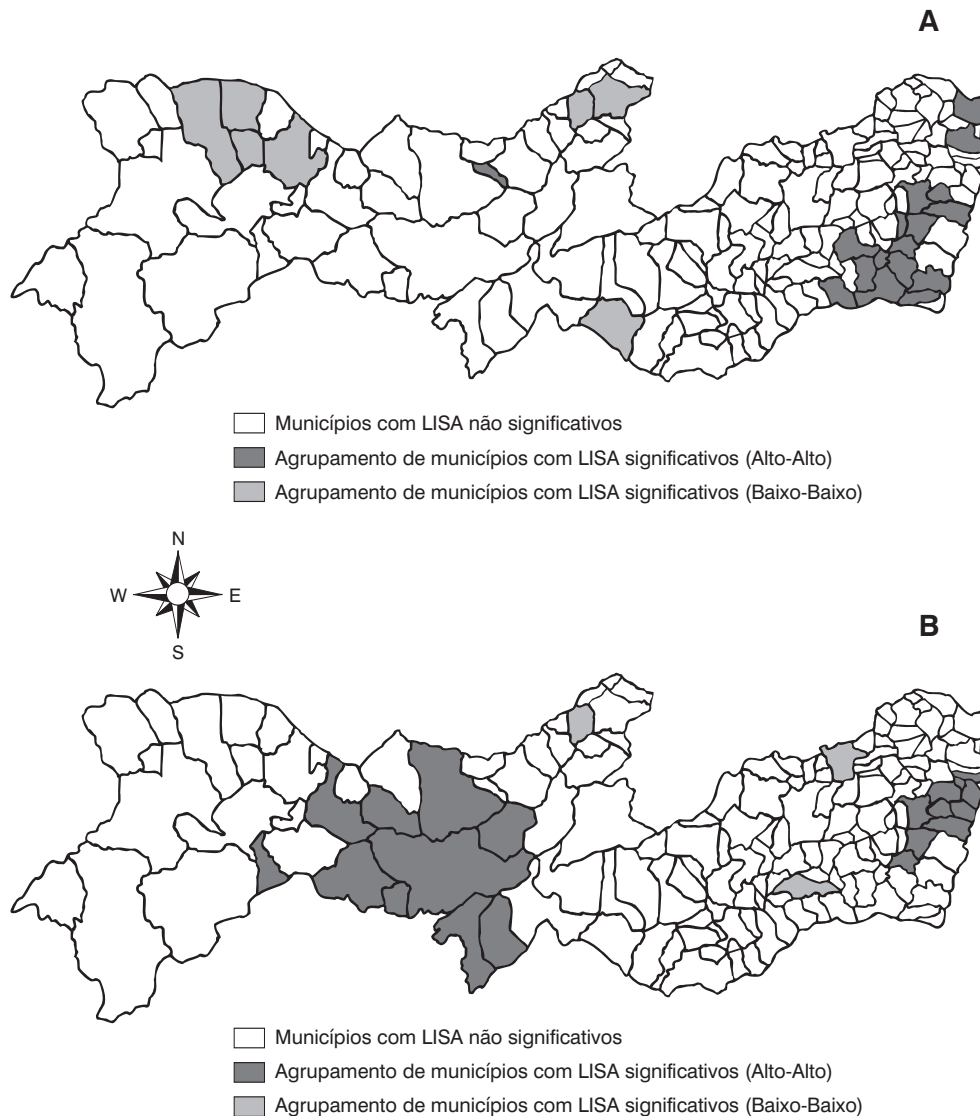 A
Municípios com LISA não significativos
Agrupamento de municípios com LISA significativos (Alto-Alto)
Agrupamento de municípios com LISA significativos (Baixo-Baixo)
N
W E
S
B
Municípios com LISA não significativos
Agrupamento de municípios com LISA significativos (Alto-Alto)
Agrupamento de municípios com LISA significativos (Baixo-Baixo)